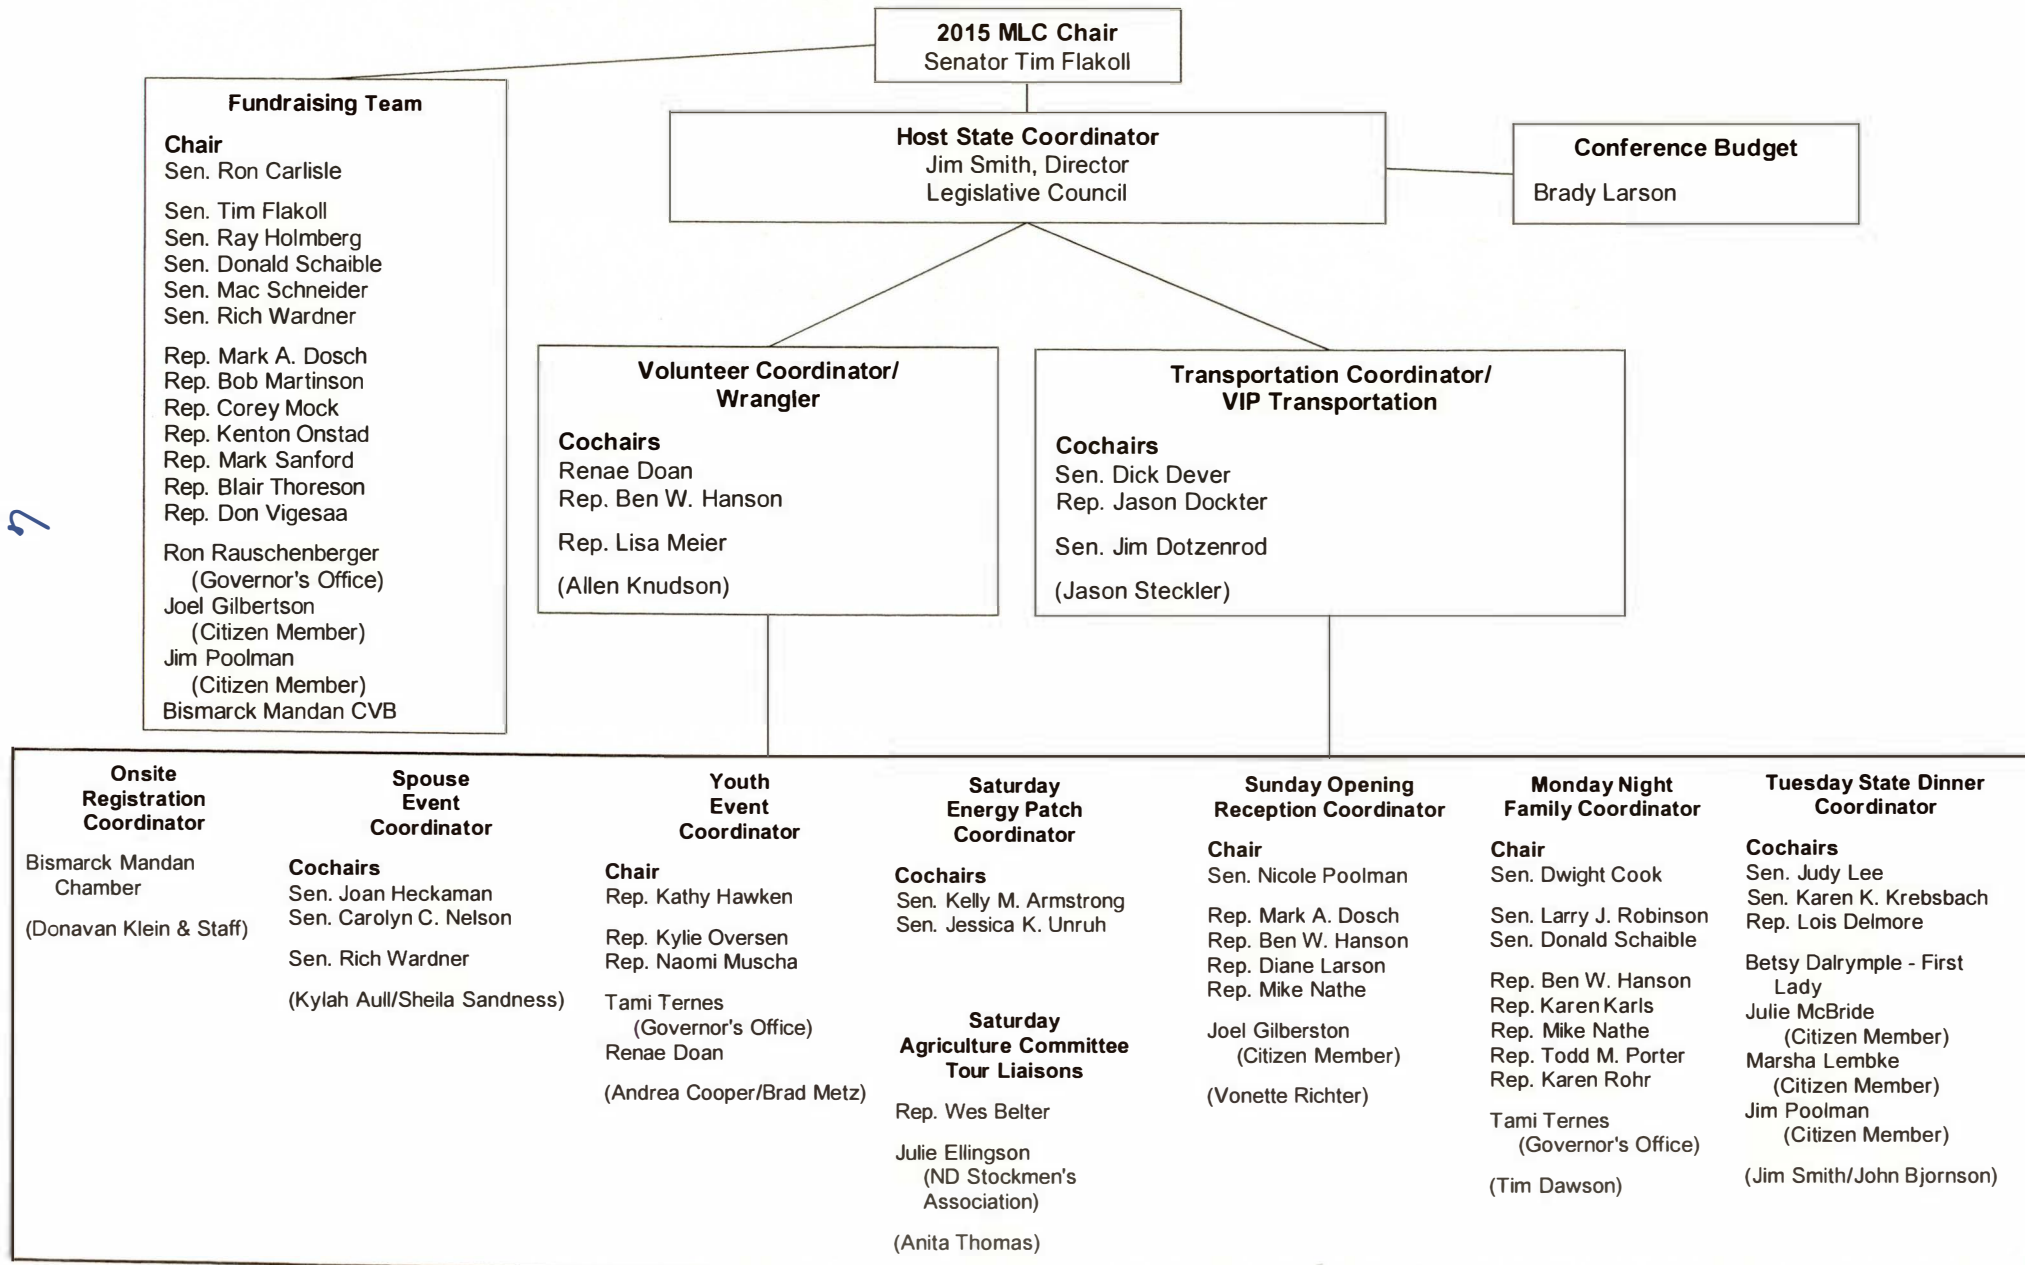 2015 MLC Chair
Senator Tim Flakoll
Fundraising Team
Chair
Sen. Ron Carlisle
Sen. Tim Flakoll
Sen. Ray Holmberg
Sen. Donald Schaible
Sen. Mac Schneider
Sen. Rich Wardner
Rep. Mark A. Dosch
Rep. Bob Martinson
Rep. Corey Mock
Rep. Kenton Onstad
Rep. Mark Sanford
Rep. Blair Thoreson
Rep. Don Vigesaa
Ron Rauschenberger
(Governor's Office)
Joel Gilbertson
(Citizen Member)
Jim Poolman
(Citizen Member)
Bismarck Mandan CVB
Host State Coordinator
Jim Smith, Director
Legislative Council
Conference Budget
Brady Larson
Volunteer Coordinator/
Wrangler
Cochairs
Renae Doan
Rep. Ben W. Hanson
Rep. Lisa Meier
(Allen Knudson)
Transportation Coordinator/
VIP Transportation
Cochairs
Sen. Dick Dever
Rep. Jason Dockter
Sen. Jim Dotzenrod
(Jason Steckler)
Onsite
Registration
Coordinator
Bismarck Mandan
Chamber
(Donavan Klein & Staff)
Spouse
Event
Coordinator
Cochairs
Sen. Joan Heckaman
Sen. Carolyn C. Nelson
Sen. Rich Wardner
(Kylah Aull/Sheila Sandness)
Youth
Event
Coordinator
Chair
Rep. Kathy Hawken
Rep. Kylie Oversen
Rep. Naomi Muscha
Tami Ternes
(Governor's Office)
Renae Doan
(Andrea Cooper/Brad Metz)
Saturday
Energy Patch
Coordinator
Cochairs
Sen. Kelly M. Armstrong
Sen. Jessica K. Unruh
Saturday
Agriculture Committee
Tour Liaisons
Rep. Wes Belter
Julie Ellingson
(ND Stockmen's
Association)
(Anita Thomas)
Sunday Opening
Reception Coordinator
Chair
Sen. Nicole Poolman
Rep. Mark A. Dosch
Rep. Ben W. Hanson
Rep. Diane Larson
Rep. Mike Nathe
Joel Gilberston
(Citizen Member)
(Vonette Richter)
Monday Night
Family Coordinator
Chair
Sen. Dwight Cook
Sen. Larry J. Robinson
Sen. Donald Schaible
Rep. Ben W. Hanson
Rep. Karen Karls
Rep. Mike Nathe
Rep. Todd M. Porter
Rep. Karen Rohr
Tami Ternes
(Governor's Office)
(Tim Dawson)
Tuesday State Dinner
Coordinator
Cochairs
Sen. Judy Lee
Sen. Karen K. Krebsbach
Rep. Lois Delmore
Betsy Dalrymple - First
Lady
Julie McBride
(Citizen Member)
Marsha Lembke
(Citizen Member)
Jim Poolman
(Citizen Member)
(Jim Smith/John Bjornson)